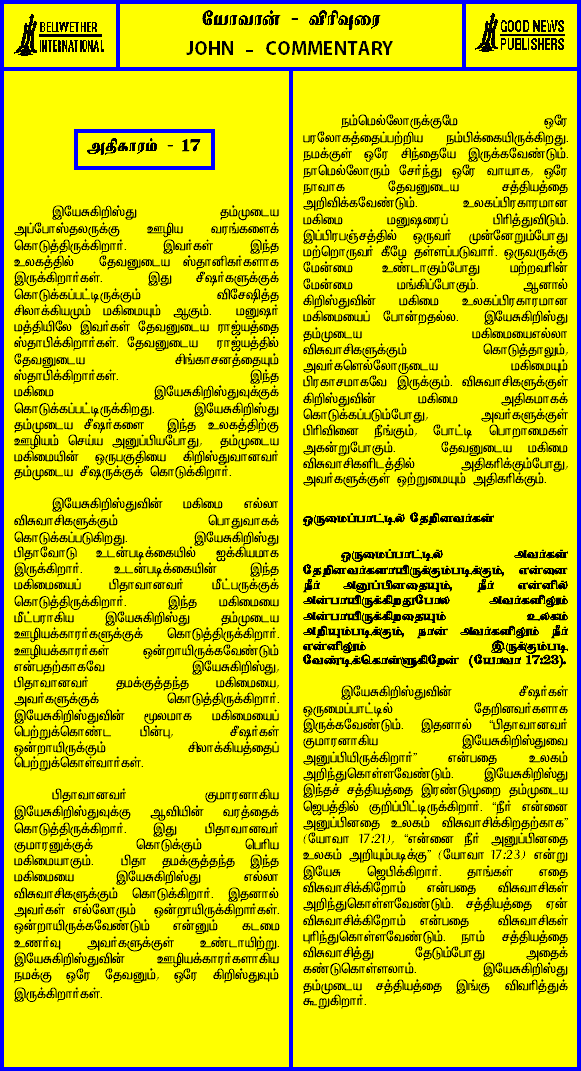 BELIWETHER
INTERNATIONAL
யோவான் - விரிவுரை
JOHN - COMMENTARY
GOOD NEWS
PUBLISHERS
அதிகாரம் - 17
இயேசுகிறிஸ்து தம்முடைய
அப்போஸ்தலருக்கு ஊழிய வரங்களைக்
கொடுத்திருக்கிறார். இவர்கள் இந்த
உலகத்தில் தேவனுடைய ஸ்தானிகர்களாக
இருக்கிறார்கள். இது சீஷர்களுக்குக்
கொடுக்கப்பட்டிருக்கும் விசேஷித்த
சிலாக்கியமும் மகிமையும் ஆகும். மனுஷர்
மத்தியிலே இவர்கள் தேவனுடைய ராஜ்யத்தை
ஸ்தாபிக்கிறார்கள். தேவனுடைய ராஜ்யத்தில்
தேவனுடைய சிங்காசனத்தையும்
ஸ்தாபிக்கிறார்கள். இந்த
மகிமை இயேசுகிறிஸ்துவுக்குக்
கொடுக்கப்பட்டிருக்கிறது. இயேசுகிறிஸ்து
தம்முடைய சீஷர்களை இந்த உலகத்திற்கு
ஊழியம் செய்ய அனுப்பியபோது, தம்முடைய
மகிமையின் ஒருபகுதியை கிறிஸ்துவானவர்
தம்முடைய சீஷருக்குக் கொடுக்கிறார்.
இயேசுகிறிஸ்துவின் மகிமை எல்லா
விசுவாசிகளுக்கும் பொதுவாகக்
கொடுக்கப்படுகிறது. இயேசுகிறிஸ்து
பிதாவோடு உடன்படிக்கையில் ஐக்கியமாக
இருக்கிறார். உடன்படிக்கையின் இந்த
மகிமையைப் பிதாவானவர் மீட்பருக்குக்
கொடுத்திருக்கிறார். இந்த மகிமையை
மீட்பராகிய இயேசுகிறிஸ்து தம்முடைய
ஊழியக்காரர்களுக்குக் கொடுத்திருக்கிறார்.
ஊழியக்காரர்கள் ஒன்றாயிருக்கவேண்டும்
என்பதற்காகவே இயேசுகிறிஸ்து,
பிதாவானவர் தமக்குத்தந்த மகிமையை,
அவர்களுக்குக் கொடுத்திருக்கிறார்.
இயேசுகிறிஸ்துவின் மூலமாக மகிமையைப்
பெற்றுக்கொண்ட பின்பு, சீஷர்கள்
ஒன்றாயிருக்கும் சிலாக்கியத்தைப்
பெற்றுக்கொள்வார்கள்.
பிதாவானவர் குமாரனாகிய
இயேசுகிறிஸ்துவுக்கு ஆவியின் வரத்தைக்
கொடுத்திருக்கிறார். இது பிதாவானவர்
குமாரனுக்குக் கொடுக்கும் பெரிய
மகிமையாகும். பிதா தமக்குத்தந்த இந்த
மகிமையை இயேசுகிறிஸ்து எல்லா
விசுவாசிகளுக்கும் கொடுக்கிறார். இதனால்
அவர்கள் எல்லோரும் ஒன்றாயிருக்கிறார்கள்.
ஒன்றாயிருக்கவேண்டும் என்னும் கடமை
உணர்வு அவர்களுக்குள் உண்டாயிற்று.
இயேசுகிறிஸ்துவின் ஊழியக்காரர்களாகிய
நமக்கு ஒரே தேவனும், ஒரே கிறிஸ்துவும்
இருக்கிறார்கள்.
நம்மெல்லோருக்குமே ஒரே
பரலோகத்தைப்பற்றிய நம்பிக்கையிருக்கிறது.
நமக்குள் ஒரே சிந்தையே இருக்கவேண்டும்.
நாமெல்லோரும் சேர்ந்து ஒரே வாயாக, ஒரே
நாவாக தேவனுடைய சத்தியத்தை
அறிவிக்கவேண்டும். உலகப்பிரகாரமான
மகிமை மனுஷரைப் பிரித்துவிடும்.
இப்பிரபஞ்சத்தில் ஒருவர் முன்னேறும்போது
மற்றொருவர் கீழே தள்ளப்படுவார். ஒருவருக்கு
மேன்மை உண்டாகும்போது மற்றவரின்
மேன்மை மங்கிப்போகும். ஆனால்
கிறிஸ்துவின் மகிமை உலகப்பிரகாரமான
மகிமையைப் போன்றதல்ல. இயேசுகிறிஸ்து
தம்முடைய மகிமையைஎல்லா
விசுவாசிகளுக்கும் கொடுத்தாலும்,
அவர்களெல்லோருடைய மகிமையும்
பிரகாசமாகவே இருக்கும். விசுவாசிகளுக்குள்
கிறிஸ்துவின் மகிமை அதிகமாகக்
கொடுக்கப்படும்போது, அவர்களுக்குள்
பிரிவினை நீங்கும், போட்டி பொறாமைகள்
அகன்றுபோகும். தேவனுடைய மகிமை
விசுவாசிகளிடத்தில் அதிகரிக்கும்போது,
அவர்களுக்குள் ஒற்றுமையும் அதிகரிக்கும்.
ஒருமைப்பாட்டில் தேறினவர்கள்
ஒருமைப்பாட்டில் அவர்கள்
தேறினவர்களாயிருக்கும்படிக்கும், என்னை
நீர் அனுப்பினதையும், நீர் என்னில்
அன்பாயிருக்கிறதுபோல அவர்களிலும்
அன்பாயிருக்கிறதையும் உலகம்
அறியும்படிக்கும், நான் அவர்களிலும் நீர்
என்னிலும் இருக்கும்படி
வேண்டிக்கொள்ளுகிறேன் (யோவா 17:23).
இயேசுகிறிஸ்துவின் சீஷர்கள்
ஒருமைப்பாட்டில் தேறினவர்களாக
இருக்கவேண்டும். இதனால் "பிதாவானவர்
குமாரனாகிய இயேசுகிறிஸ்துவை
அனுப்பியிருக்கிறார்" என்பதை உலகம்
அறிந்துகொள்ளவேண்டும். இயேசுகிறிஸ்து
இந்தச் சத்தியத்தை இரண்டுமுறை தம்முடைய
ஜெபத்தில் குறிப்பிட்டிருக்கிறார். "நீர் என்னை
அனுப்பினதை உலகம் விசுவாசிக்கிறதற்காக"
(யோவா 17:21), "என்னை நீர் அனுப்பினதை
உலகம் அறியும்படிக்கு" (யோவா 17:23) என்று
இயேசு ஜெபிக்கிறார். தாங்கள் எதை
விசுவாசிக்கிறோம் என்பதை விசுவாசிகள்
அறிந்துகொள்ளவேண்டும். சத்தியத்தை ஏன்
விசுவாசிக்கிறோம் என்பதை விசுவாசிகள்
புரிந்துகொள்ளவேண்டும். நாம் சத்தியத்தை
விசுவாசித்து தேடும்போது அதைக்
கண்டுகொள்ளலாம். இயேசுகிறிஸ்து
தம்முடைய சத்தியத்தை இங்கு விவரித்துக்
கூறுகிறார்.